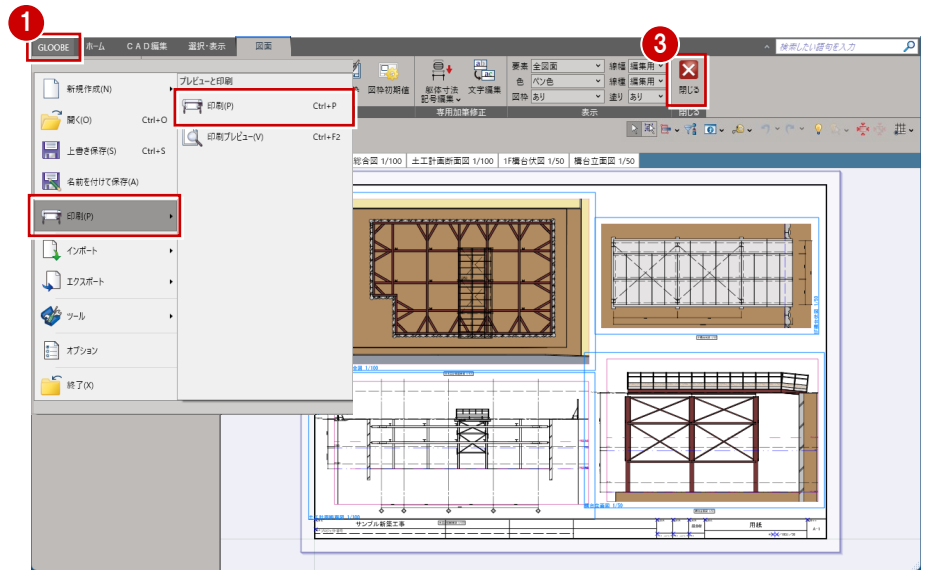 1
3
GLOOBE ホーム CAD編集 選択・表示 図面
検索したい語句を入力
新規作成(N)
開く(O) Ctrl+O
上書き保存(S) Ctrl+S
名前を付けて保存(A)
印刷(P)
インポート
エクスポート
ツール
オプション
終了(X)
プレビューと印刷
印刷(P) Ctrl+P
印刷プレビュー(V) Ctrl+F2
図枠初期値
躯体寸法
記号編集
文字編集
専用加筆修正
要素 全図面 線幅 編集用
色 ペン色 線種 編集用
図枠 あり 塗り あり
表示
閉じる
閉じる
総合図 1/100 土工計画断面図 1/100 1F構台伏図 1/50 構台立面図 1/50
サンプル新築工事
用紙
A-1